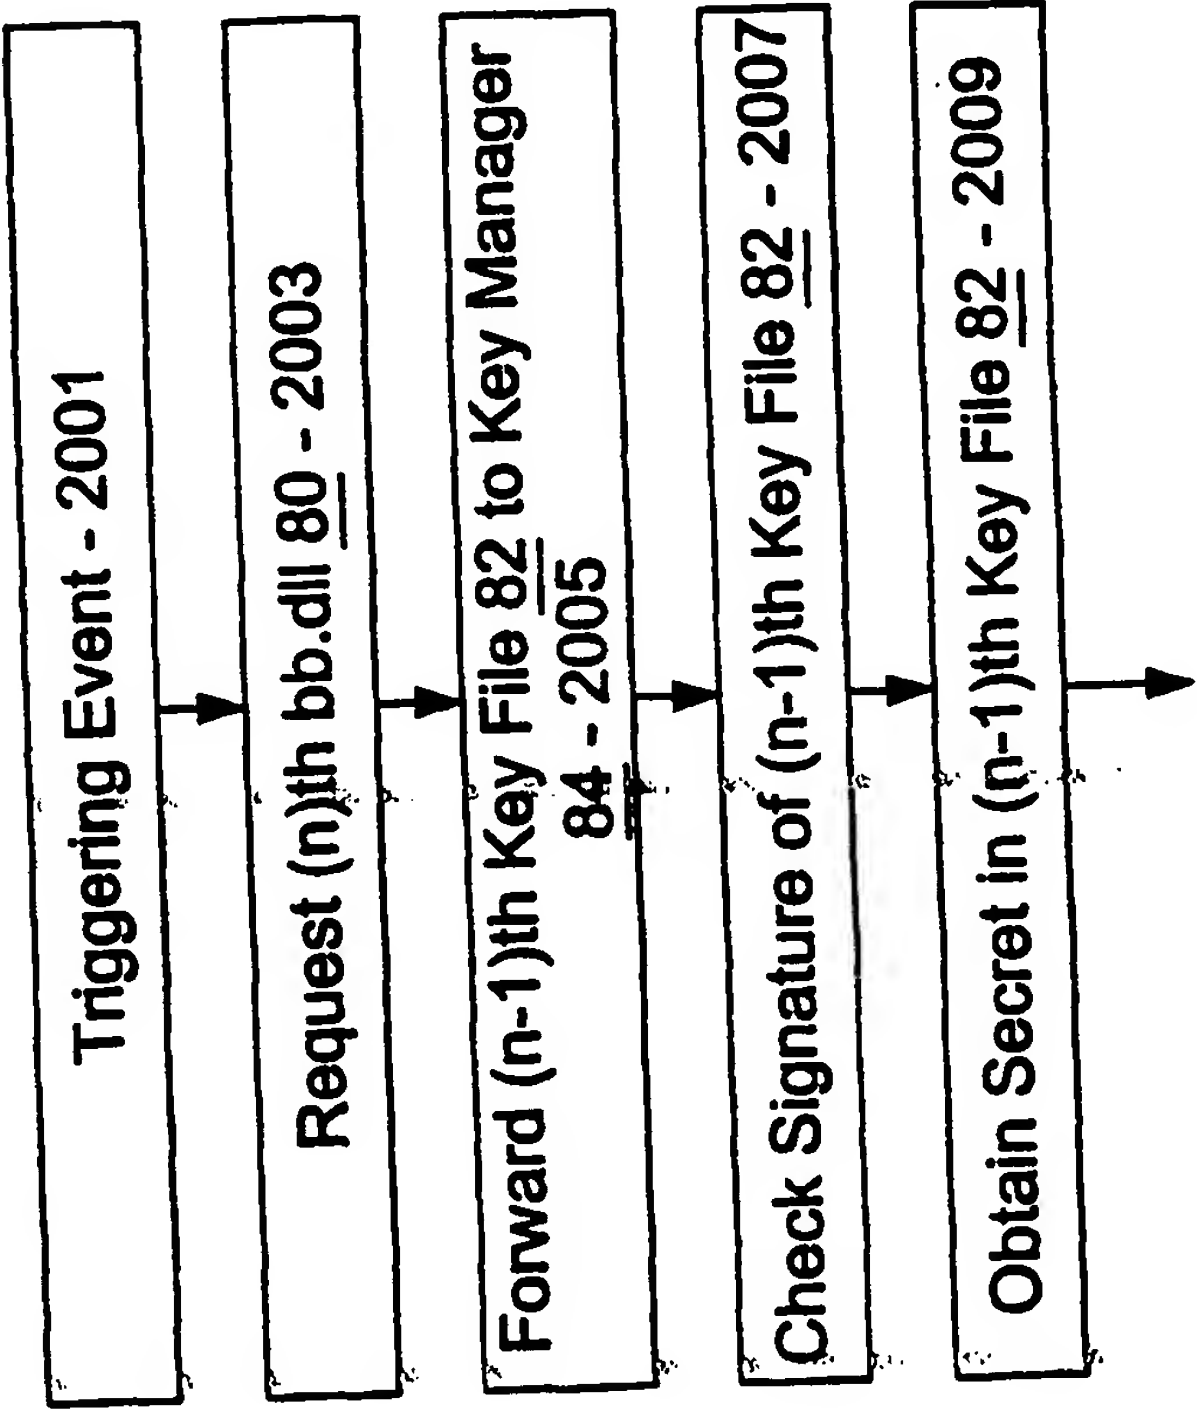 Triggering Event - 2001
Request (n)th bb.dll 80 - 2003
Forward (n-1)th Key File 82 to Key Manager
84 - 2005
Check Signature of (n-1)th Key File 82 - 2007
Obtain Secret in (n-1)th Key File 82 - 2009